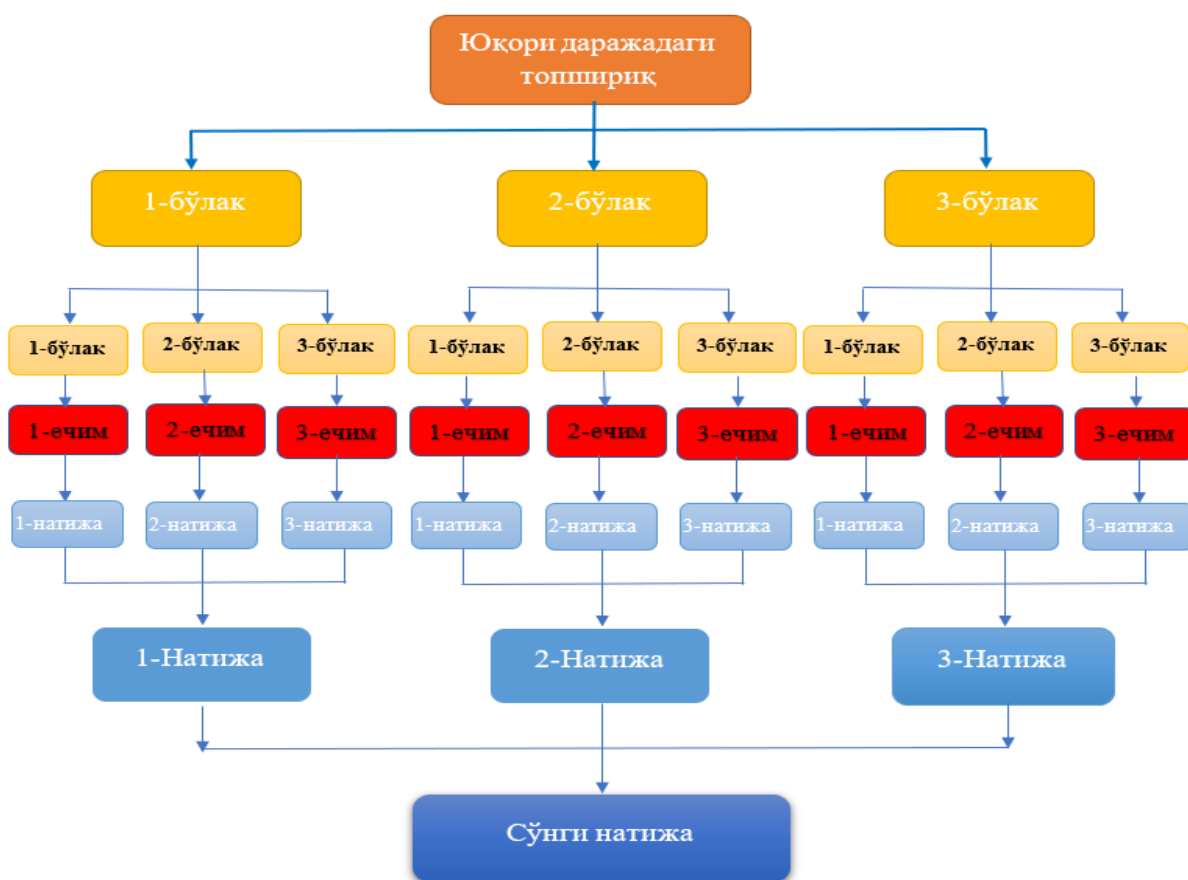 Юқори даражадаги
топшириқ
1-бўлак
2-бўлак
3-бўлак
1-бўлак
2-бўлак
3-бўлак
1-бўлак
2-бўлак
3-бўлак
1-бўлак
2-бўлак
3-бўлак
1-ечим
2-ечим
3-ечим
1-ечим
2-ечим
3-ечим
1-ечим
2-ечим
3-ечим
1-натижа
2-натижа
3-натижа
1-натижа
2-натижа
3-натижа
1-натижа
2-натижа
3-натижа
1-Натижа
2-Натижа
3-Натижа
Сўнги натижа